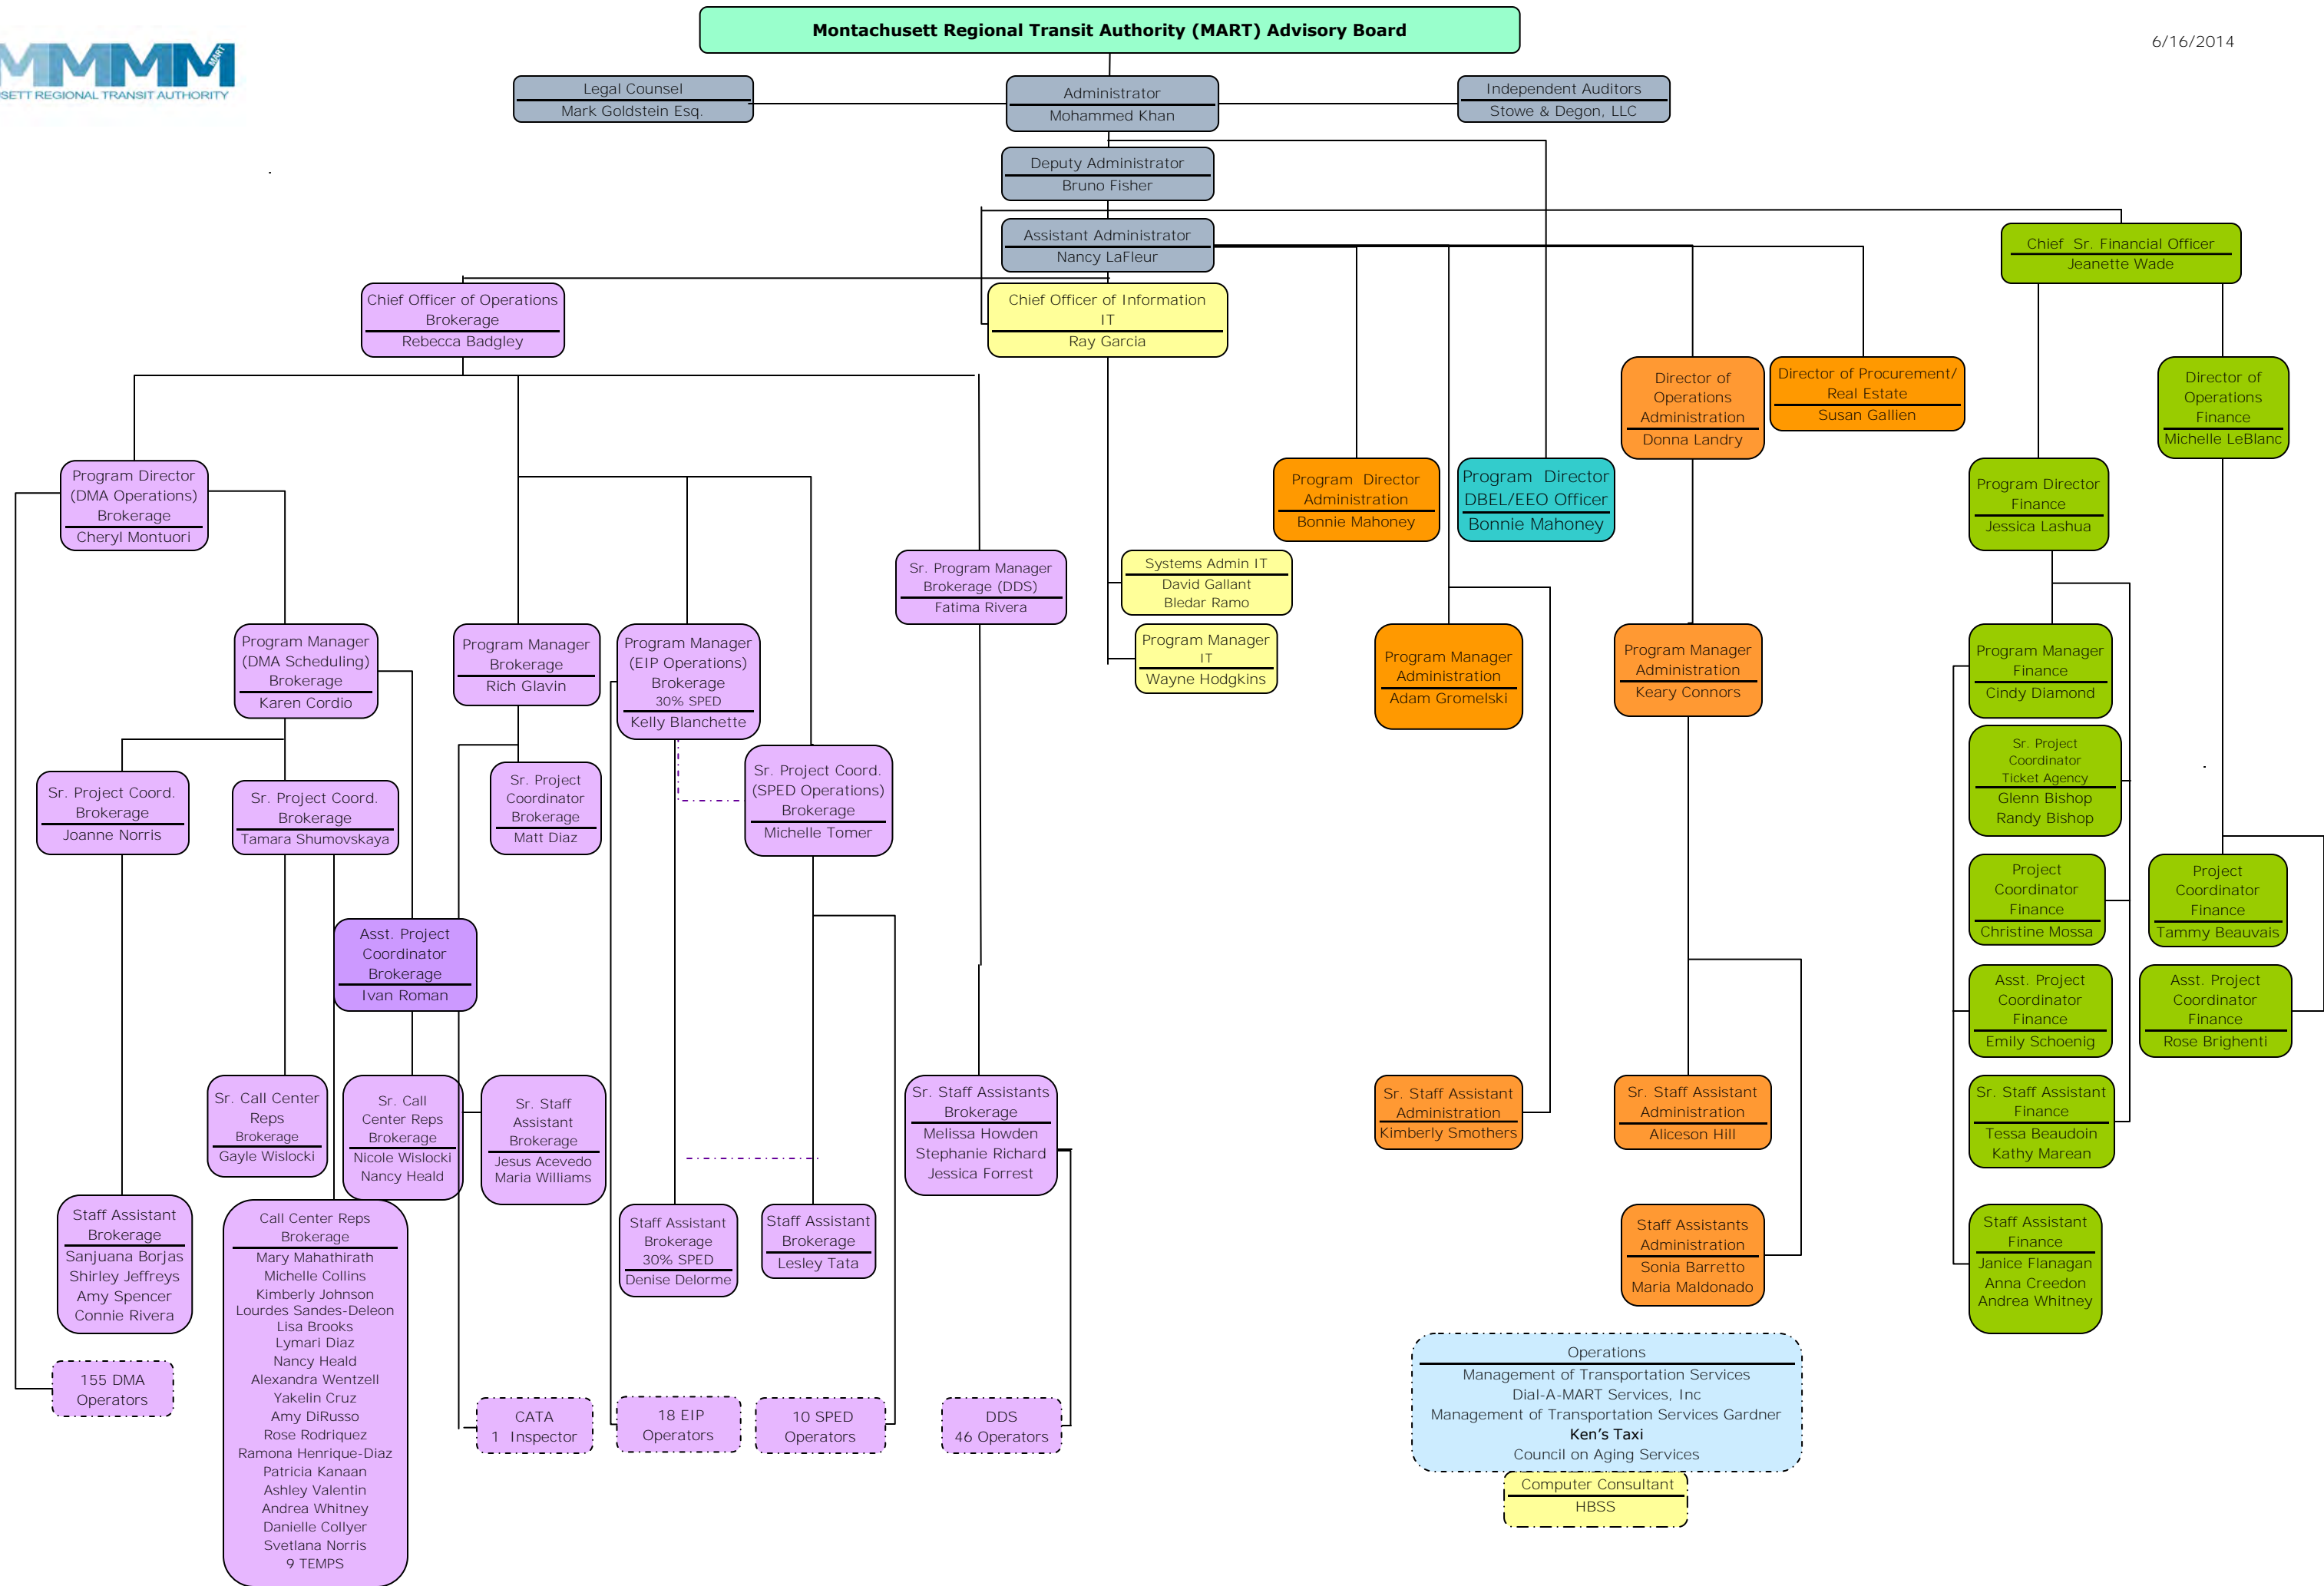 Montachusett Regional Transit Authority (MART) Advisory Board
6/16/2014
MMMM
MART
SETT REGIONAL TRANSIT AUTHORITY
Legal Counsel
Mark Goldstein Esq.
Administrator
Mohammed Khan
Independent Auditors
Stowe & Degon, LLC
Deputy Administrator
Bruno Fisher
Assistant Administrator
Nancy LaFleur
Chief  Sr. Financial Officer
Jeanette Wade
Chief Officer of Operations
Brokerage
Rebecca Badgley
Chief Officer of Information
IT
Ray Garcia
Director of
Operations
Administration
Donna Landry
Director of Procurement/
Real Estate
Susan Gallien
Director of
Operations
Finance
Michelle LeBlanc
Program Director
(DMA Operations)
Brokerage
Cheryl Montuori
Program  Director
Administration
Bonnie Mahoney
Program  Director
DBEL/EEO Officer
Bonnie Mahoney
Program Director
Finance
Jessica Lashua
Sr. Program Manager
Brokerage (DDS)
Fatima Rivera
Systems Admin IT
David Gallant
Bledar Ramo
Program Manager
IT
Wayne Hodgkins
Program Manager
(DMA Scheduling)
Brokerage
Karen Cordio
Program Manager
Brokerage
Rich Glavin
Program Manager
(EIP Operations)
Brokerage
30% SPED
Kelly Blanchette
Program Manager
Administration
Adam Gromelski
Program Manager
Administration
Keary Connors
Program Manager
Finance
Cindy Diamond
Sr. Project
Coordinator
Ticket Agency
Glenn Bishop
Randy Bishop
Sr. Project Coord.
Brokerage
Joanne Norris
Sr. Project Coord.
Brokerage
Tamara Shumovskaya
Sr. Project
Coordinator
Brokerage
Matt Diaz
Sr. Project Coord.
(SPED Operations)
Brokerage
Michelle Tomer
Project
Coordinator
Finance
Christine Mossa
Project
Coordinator
Finance
Tammy Beauvais
Asst. Project
Coordinator
Brokerage
Ivan Roman
Asst. Project
Coordinator
Finance
Emily Schoenig
Asst. Project
Coordinator
Finance
Rose Brighenti
Sr. Call Center
Reps
Brokerage
Gayle Wislocki
Sr. Call
Center Reps
Brokerage
Nicole Wislocki
Nancy Heald
Sr. Staff
Assistant
Brokerage
Jesus Acevedo
Maria Williams
Sr. Staff Assistants
Brokerage
Melissa Howden
Stephanie Richard
Jessica Forrest
Sr. Staff Assistant
Administration
Kimberly Smothers
Sr. Staff Assistant
Administration
Aliceson Hill
Sr. Staff Assistant
Finance
Tessa Beaudoin
Kathy Marean
Staff Assistant
Brokerage
Sanjuana Borjas
Shirley Jeffreys
Amy Spencer
Connie Rivera
Call Center Reps
Brokerage
Mary Mahathirath
Michelle Collins
Kimberly Johnson
Lourdes Sandes-Deleon
Lisa Brooks
Lymari Diaz
Nancy Heald
Alexandra Wentzell
Yakelin Cruz
Amy DiRusso
Rose Rodriquez
Ramona Henrique-Diaz
Patricia Kanaan
Ashley Valentin
Andrea Whitney
Danielle Collyer
Svetlana Norris
9 TEMPS
Staff Assistant
Brokerage
30% SPED
Denise Delorme
Staff Assistant
Brokerage
Lesley Tata
Staff Assistants
Administration
Sonia Barretto
Maria Maldonado
Staff Assistant
Finance
Janice Flanagan
Anna Creedon
Andrea Whitney
155 DMA
Operators
CATA
1  Inspector
18 EIP
Operators
10 SPED
Operators
DDS
46 Operators
Operations
Management of Transportation Services
Dial-A-MART Services, Inc
Management of Transportation Services Gardner
Ken’s Taxi
Council on Aging Services
Computer Consultant
HBSS